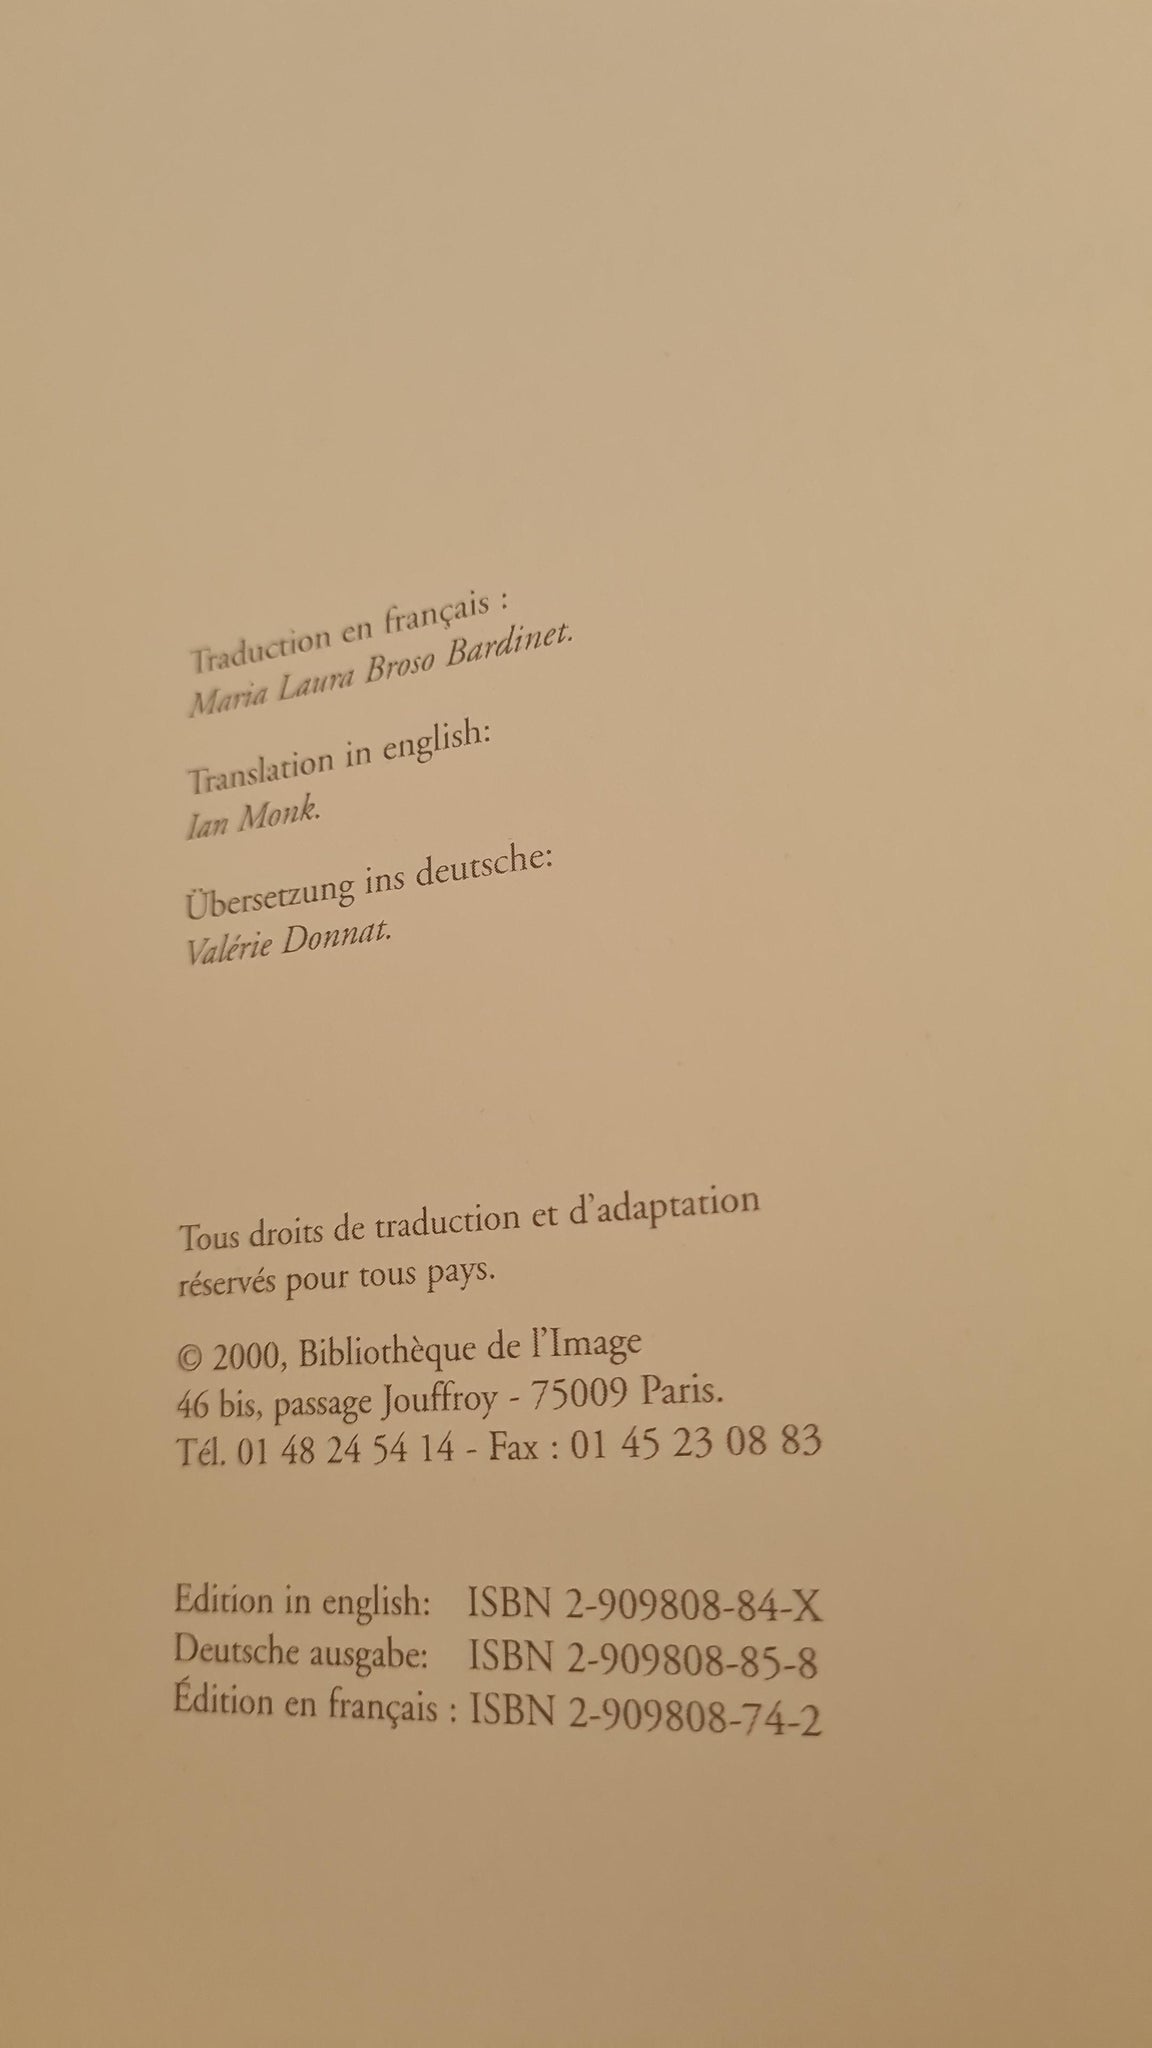 Traduction en français :
Maria Laura Broso Bardinet.
Translation in english:
Ian Monk.
Übersetzung ins deutsche:
Valérie Donnat.
Tous droits de traduction et d'adaptation
réservés pour tous pays.
© 2000, Bibliothèque de l'Image
46 bis, passage Jouffroy - 75009 Paris.
Tél. 01 48 24 54 14 - Fax : 01 45 23 08 83
Edition in english: ISBN 2-909808-84-X
Deutsche ausgabe: ISBN 2-909808-85-8
Édition en français : ISBN 2-909808-74-2